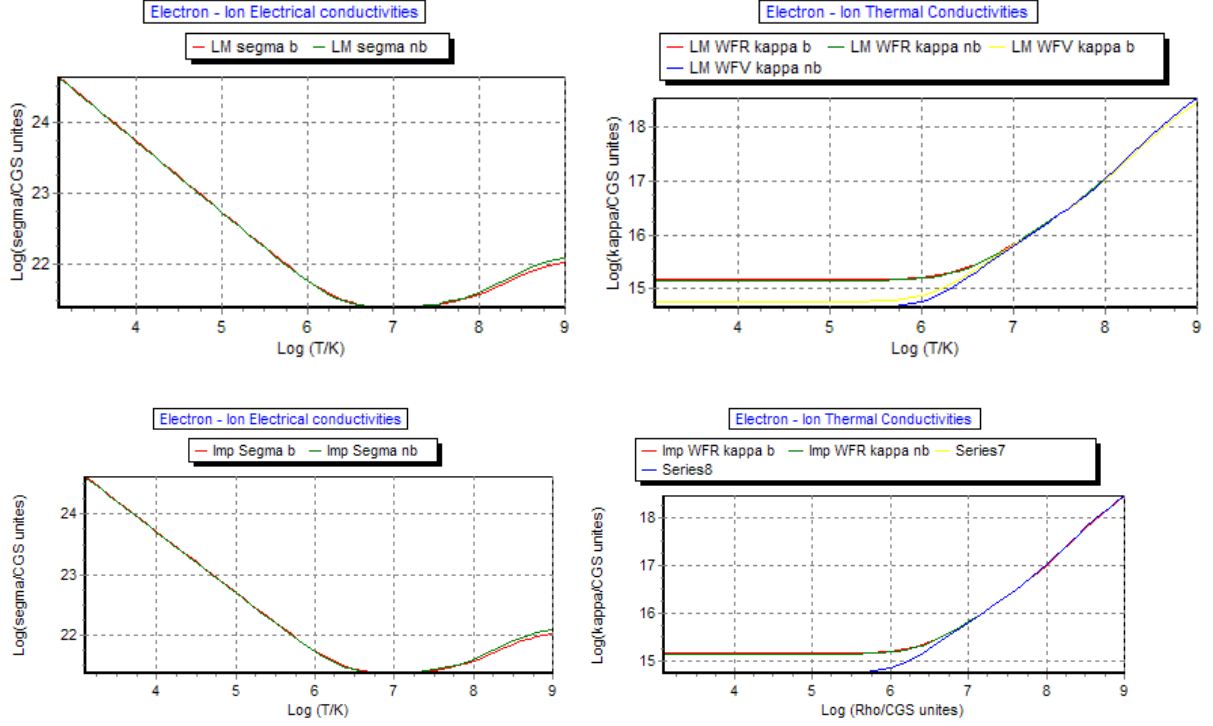 Electron - Ion Electrical conductivities
LM segma b LM segma nb
Log(segma/CGS unites)
24
23
22
4 5 6 7 8 9
Log (T/K)
Electron - Ion Thermal Conductivities
LM WFR kappa b LM WFR kappa nb LM WFV kappa b
LM WFV kappa nb
Log(kappa/CGS unites)
18
17
16
15
4 5 6 7 8 9
Log (T/K)
Electron - Ion Electrical conductivities
Imp Segma b Imp Segma nb
Log(segma/CGS unites)
24
23
22
4 5 6 7 8 9
Log (T/K)
Electron - Ion Thermal Conductivities
Imp WFR kappa b Imp WFR kappa nb Series7
Series8
Log(kappa/CGS unites)
18
17
16
15
4 5 6 7 8 9
Log (Rho/CGS unites)